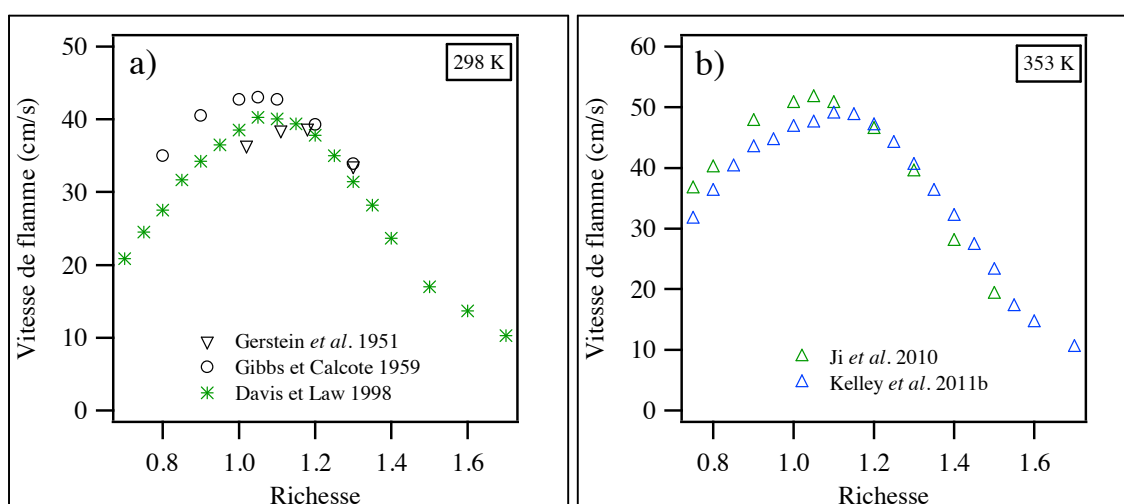 a)
298 K
Vitesse de flamme (cm/s)
50
40
30
20
10
0
Gerstein et al. 1951
Gibbs et Calcote 1959
Davis et Law 1998
0.8 1.0 1.2 1.4 1.6
Richesse
b)
353 K
Vitesse de flamme (cm/s)
60
50
40
30
20
10
0
Ji et al. 2010
Kelley et al. 2011b
0.8 1.0 1.2 1.4 1.6
Richesse